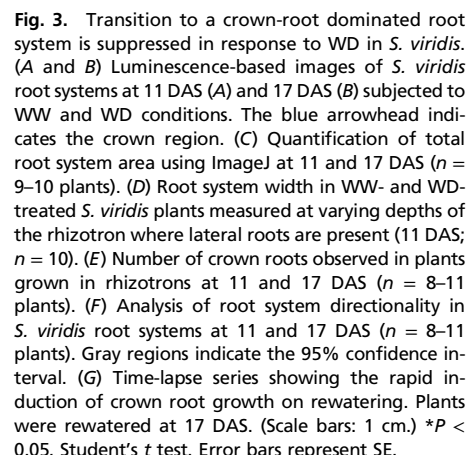 Fig. 3. Transition to a crown-root dominated root
system is suppressed in response to WD in S. viridis.
(A and B) Luminescence-based images of S. viridis
root systems at 11 DAS (A) and 17 DAS (B) subjected to
WW and WD conditions. The blue arrowhead indi-
cates the crown region. (C) Quantification of total
root system area using ImageJ at 11 and 17 DAS (n =
9–10 plants). (D) Root system width in WW- and WD-
treated S. viridis plants measured at varying depths of
the rhizotron where lateral roots are present (11 DAS;
n = 10). (E) Number of crown roots observed in plants
grown in rhizotrons at 11 and 17 DAS (n = 8–11
plants). (F) Analysis of root system directionality in
S. viridis root systems at 11 and 17 DAS (n = 8–11
plants). Gray regions indicate the 95% confidence in-
terval. (G) Time-lapse series showing the rapid in-
duction of crown root growth on rewatering. Plants
were rewatered at 17 DAS. (Scale bars: 1 cm.) *P <
0.05, Student’s t test. Error bars represent SE.